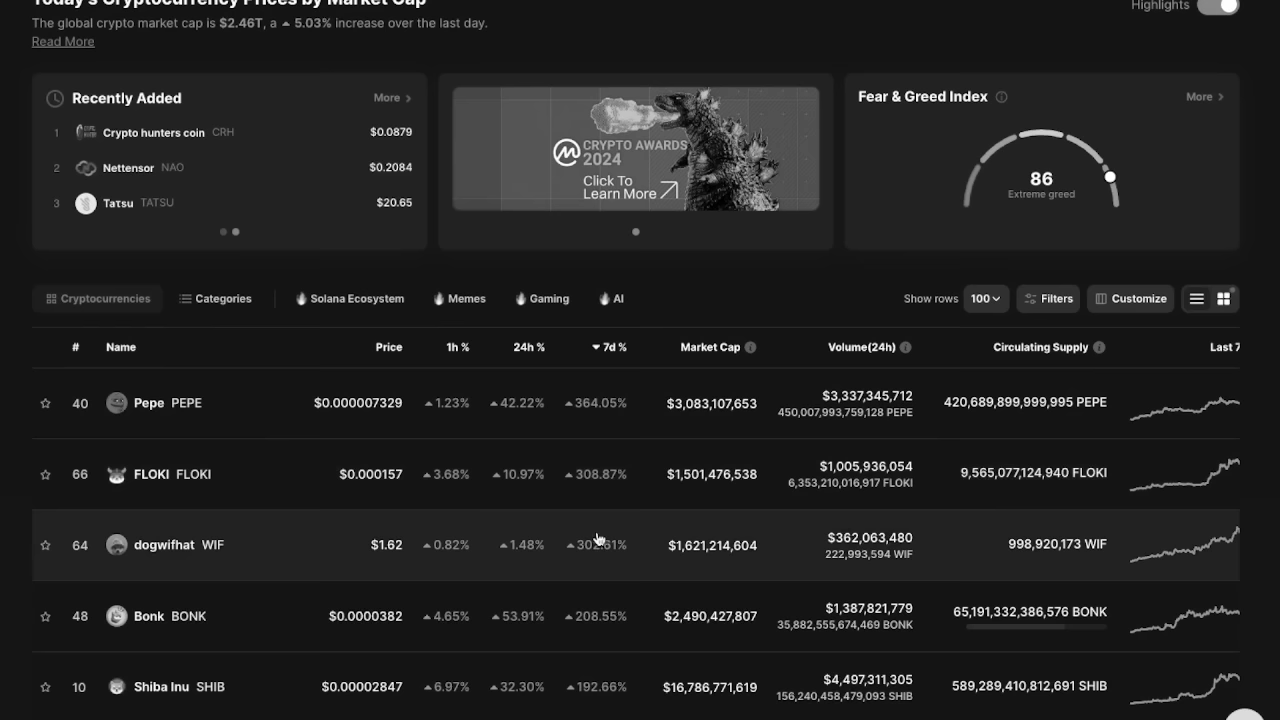 Today's Cryptocurrency Prices by Market Cap
Highlights
The global crypto market cap is $2.46T, a 5.03% increase over the last day.
Read More
Recently Added
More
1 Crypto hunters coin CRH $0.0879
2 Nettensor NAO $0.2084
3 Taτsu TATSU $20.65
CRYPTO AWARDS
2024
Click To
Learn More
Fear & Greed Index
More
86
Extreme greed
Cryptocurrencies Categories Solana Ecosystem Memes Gaming AI Show rows 100 Filters Customize
# Name Price 1h % 24h % 7d % Market Cap Volume(24h) Circulating Supply Last 7
40 Pepe PEPE $0.000007329 1.23% 42.22% 364.05% $3,083,107,653 $3,337,345,712 420,689,899,999,995 PEPE
450,007,993,759,128 PEPE
66 FLOKI FLOKI $0.000157 3.68% 10.97% 308.87% $1,501,476,538 $1,005,936,054 9,565,077,124,940 FLOKI
6,353,210,016,917 FLOKI
64 dogwifhat WIF $1.62 0.82% 1.48% $1,621,214,604 $362,063,480 998,920,173 WIF
222,993,594 WIF
48 Bonk BONK $0.0000382 4.65% 53.91% 208.55% $2,490,427,807 $1,387,821,779 65,191,332,386,576 BONK
35,882,555,674,469 BONK
10 Shiba Inu SHIB $0.00002847 6.97% 32.30% 192.66% $16,786,771,619 $4,497,311,305 589,289,410,812,691 SHIB
156,240,458,479,093 SHIB